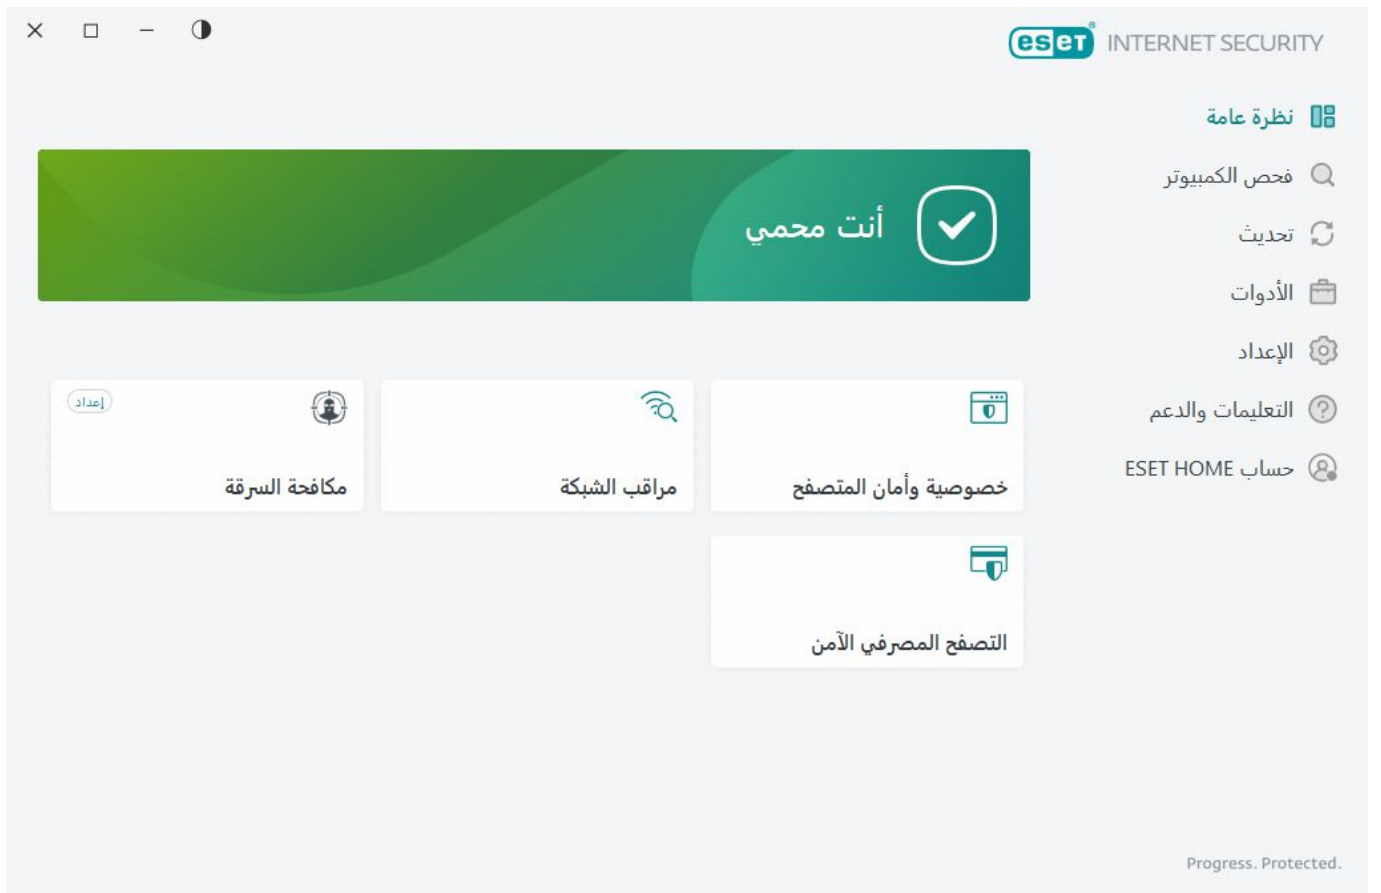 eset® INTERNET SECURITY
نظرة عامة
فحص الكمبيوتر
تحديث
الأدوات
الإعداد
التعليمات والدعم
حساب ESET HOME
أنت محمي
خصوصية وأمان المتصفح
مراقب الشبكة
إعداد
مكافحة السرقة
التصفح المصرفي الآمن
Progress. Protected.